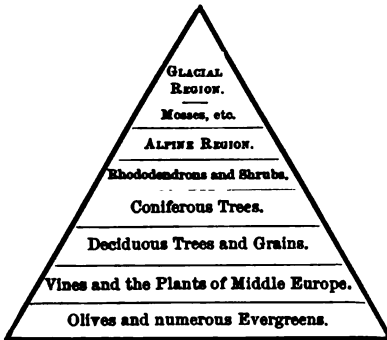 GLACIAL
REGION.
Mosses, etc.
ALPINE REGION.
Rhododendrons and Shrubs.
Coniferous Trees.
Deciduous Trees and Grains.
Vines and the Plants of Middle Europe.
Olives and numerous Evergreens.